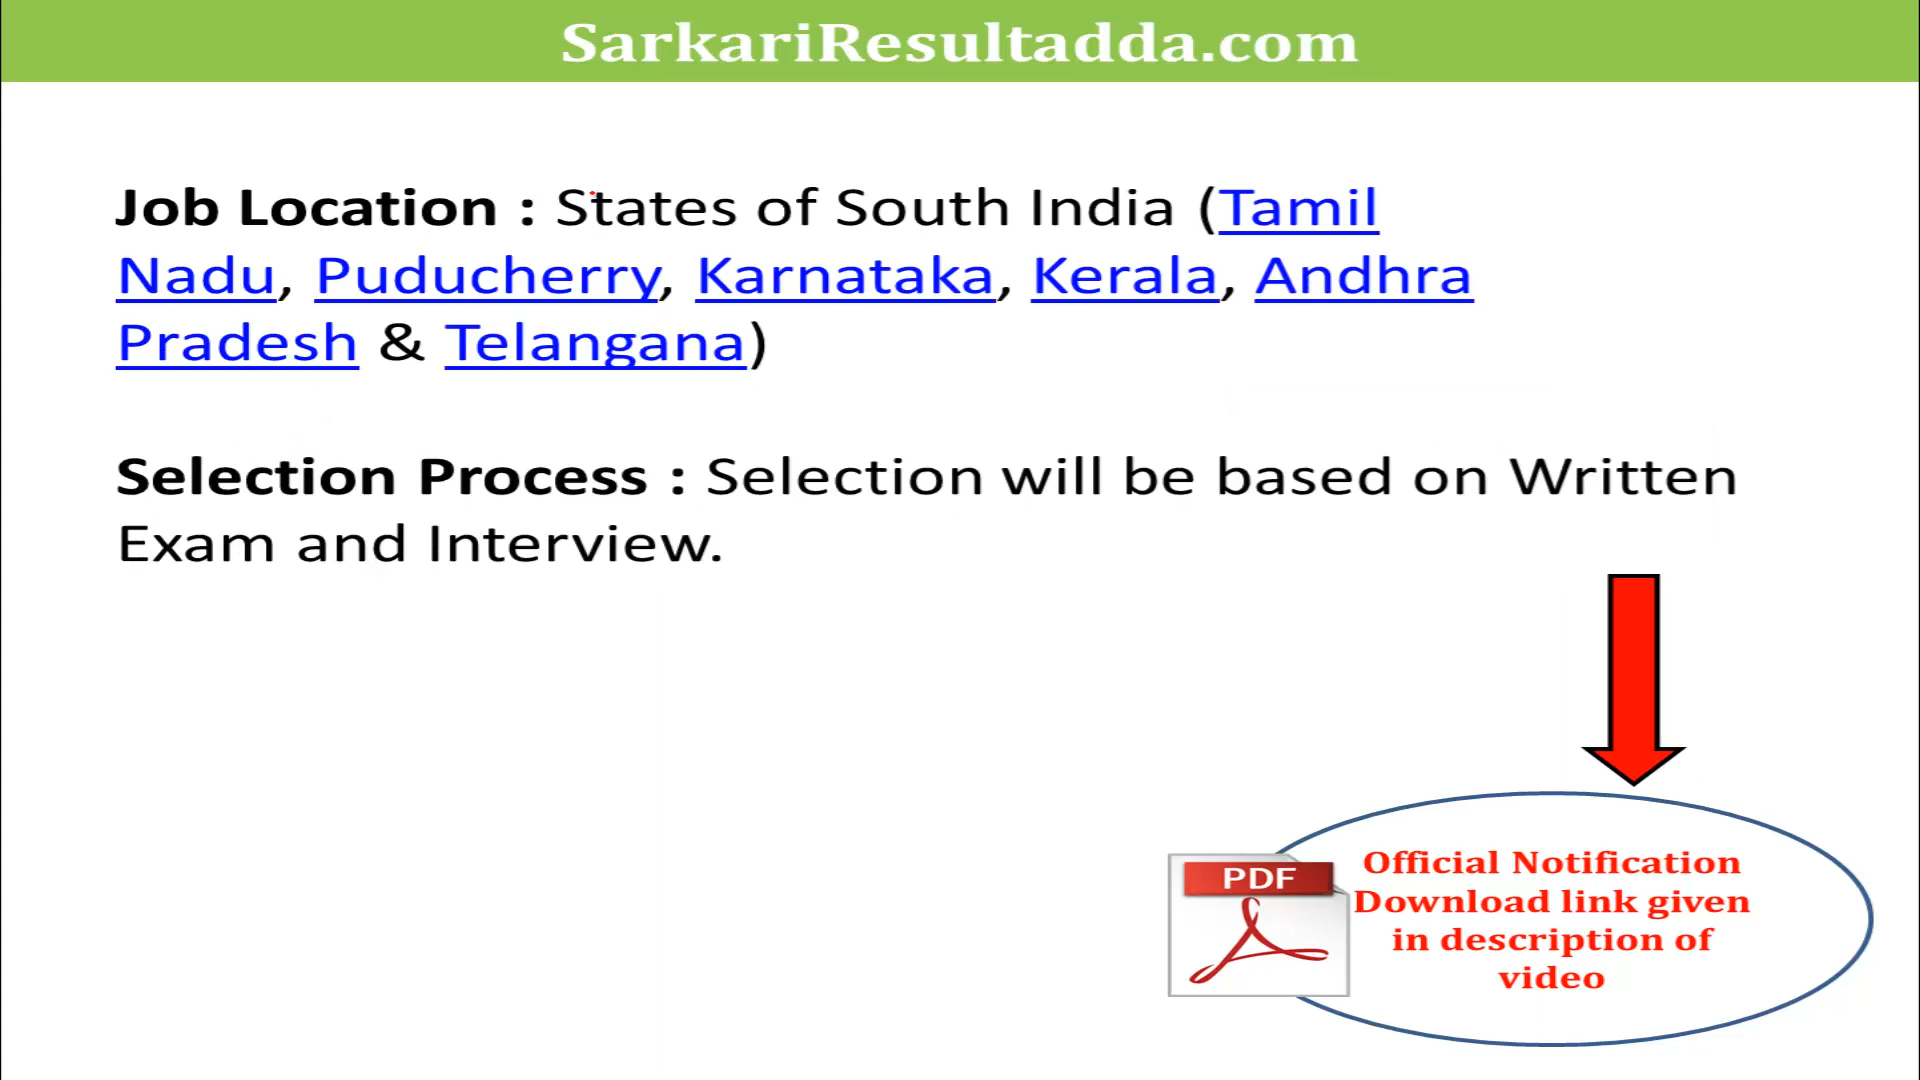 SarkariResultadda.com
Job Location : States of South India (Tamil
Nadu, Puducherry, Karnataka, Kerala, Andhra
Pradesh & Telangana)
Selection Process : Selection will be based on Written
Exam and Interview.
PDF
Official Notification
Download link given
in description of
video